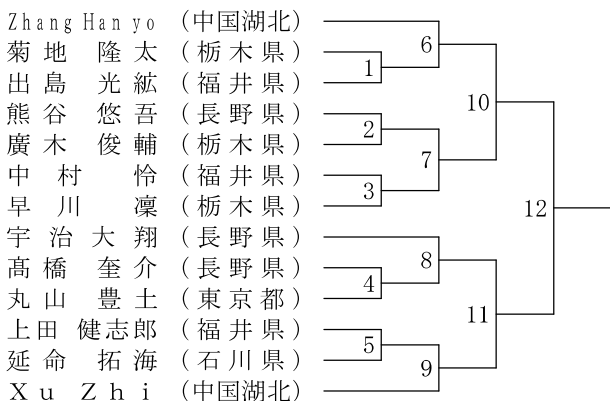 Zhang Han yo (中国湖北)
菊地 隆太 (栃木県)
出島 光紘 (福井県)
熊谷 悠吾 (長野県)
廣木 俊輔 (栃木県)
中村 怜 (福井県)
早川 凜 (栃木県)
宇治大翔 (長野県)
髙橋 奎介 (長野県)
丸山 豊土 (東京都)
上田 健志郎 (福井県)
延命 拓海 (石川県)
Xu Zhi (中国湖北)
6
1
10
2
7
3
12
8
4
11
5
9